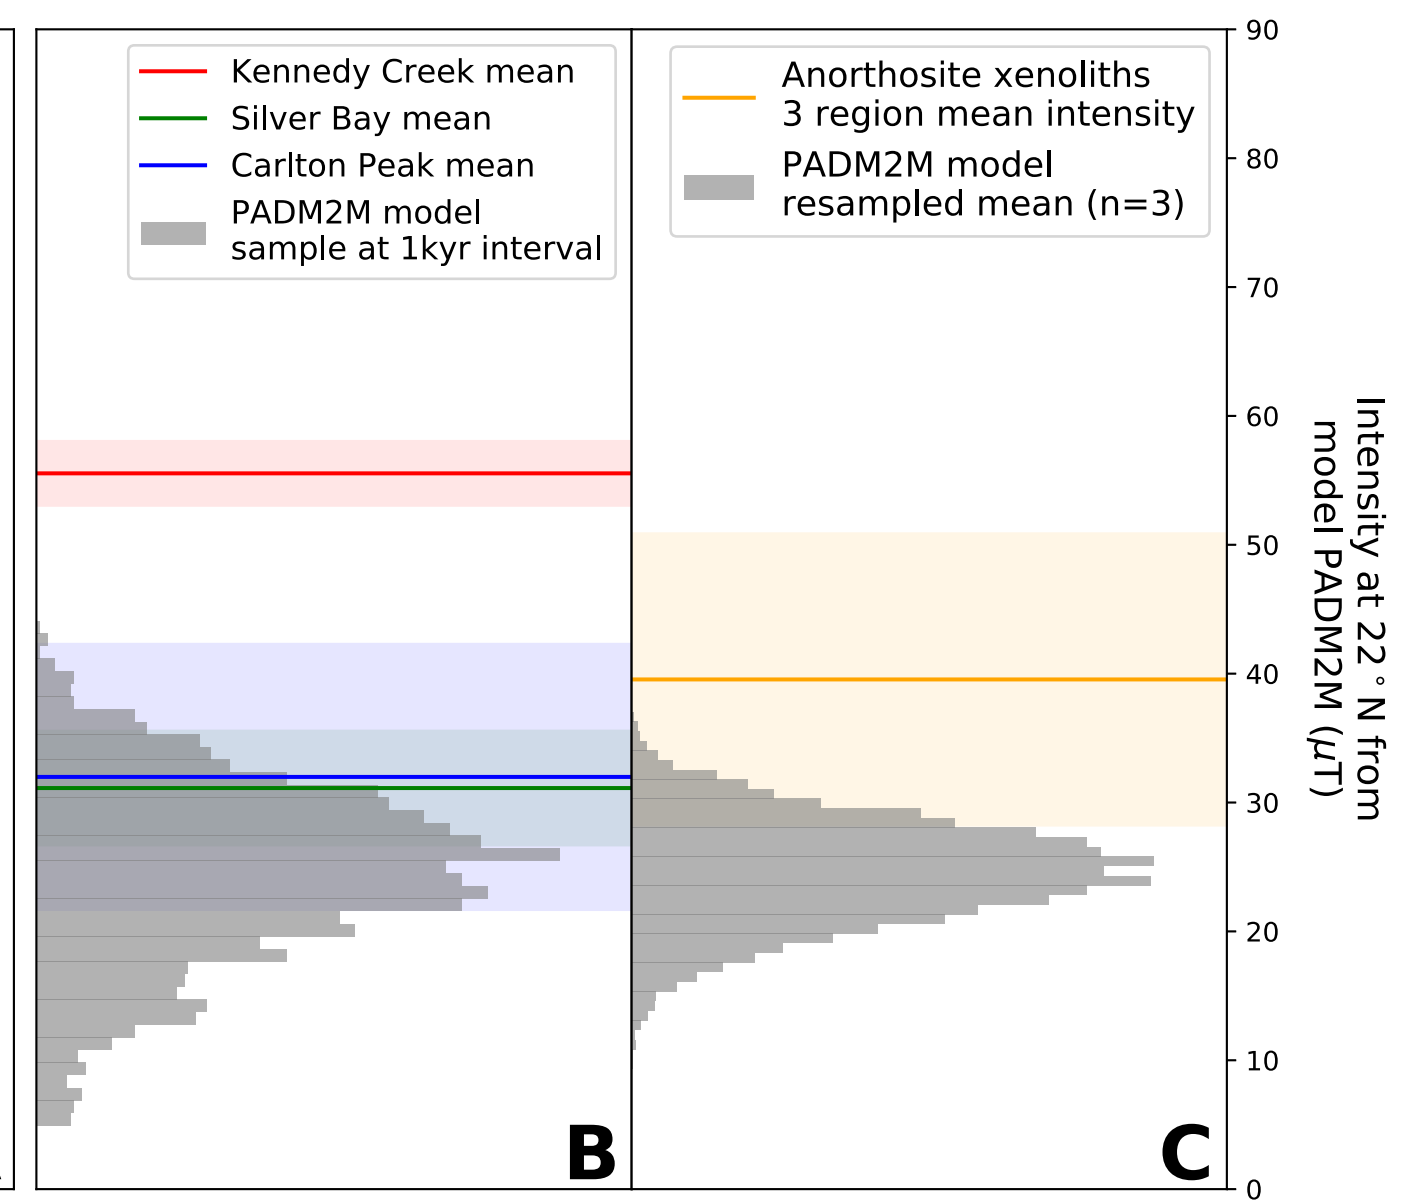 Kennedy Creek mean
Silver Bay mean
Carlton Peak mean
PADM2M model
sample at 1kyr interval
B
Anorthosite xenoliths
3 region mean intensity
PADM2M model
resampled mean (n=3)
C
90
80
70
60
50
40
30
20
10
0
Intensity at 22°N from
model PADM2M (μT)